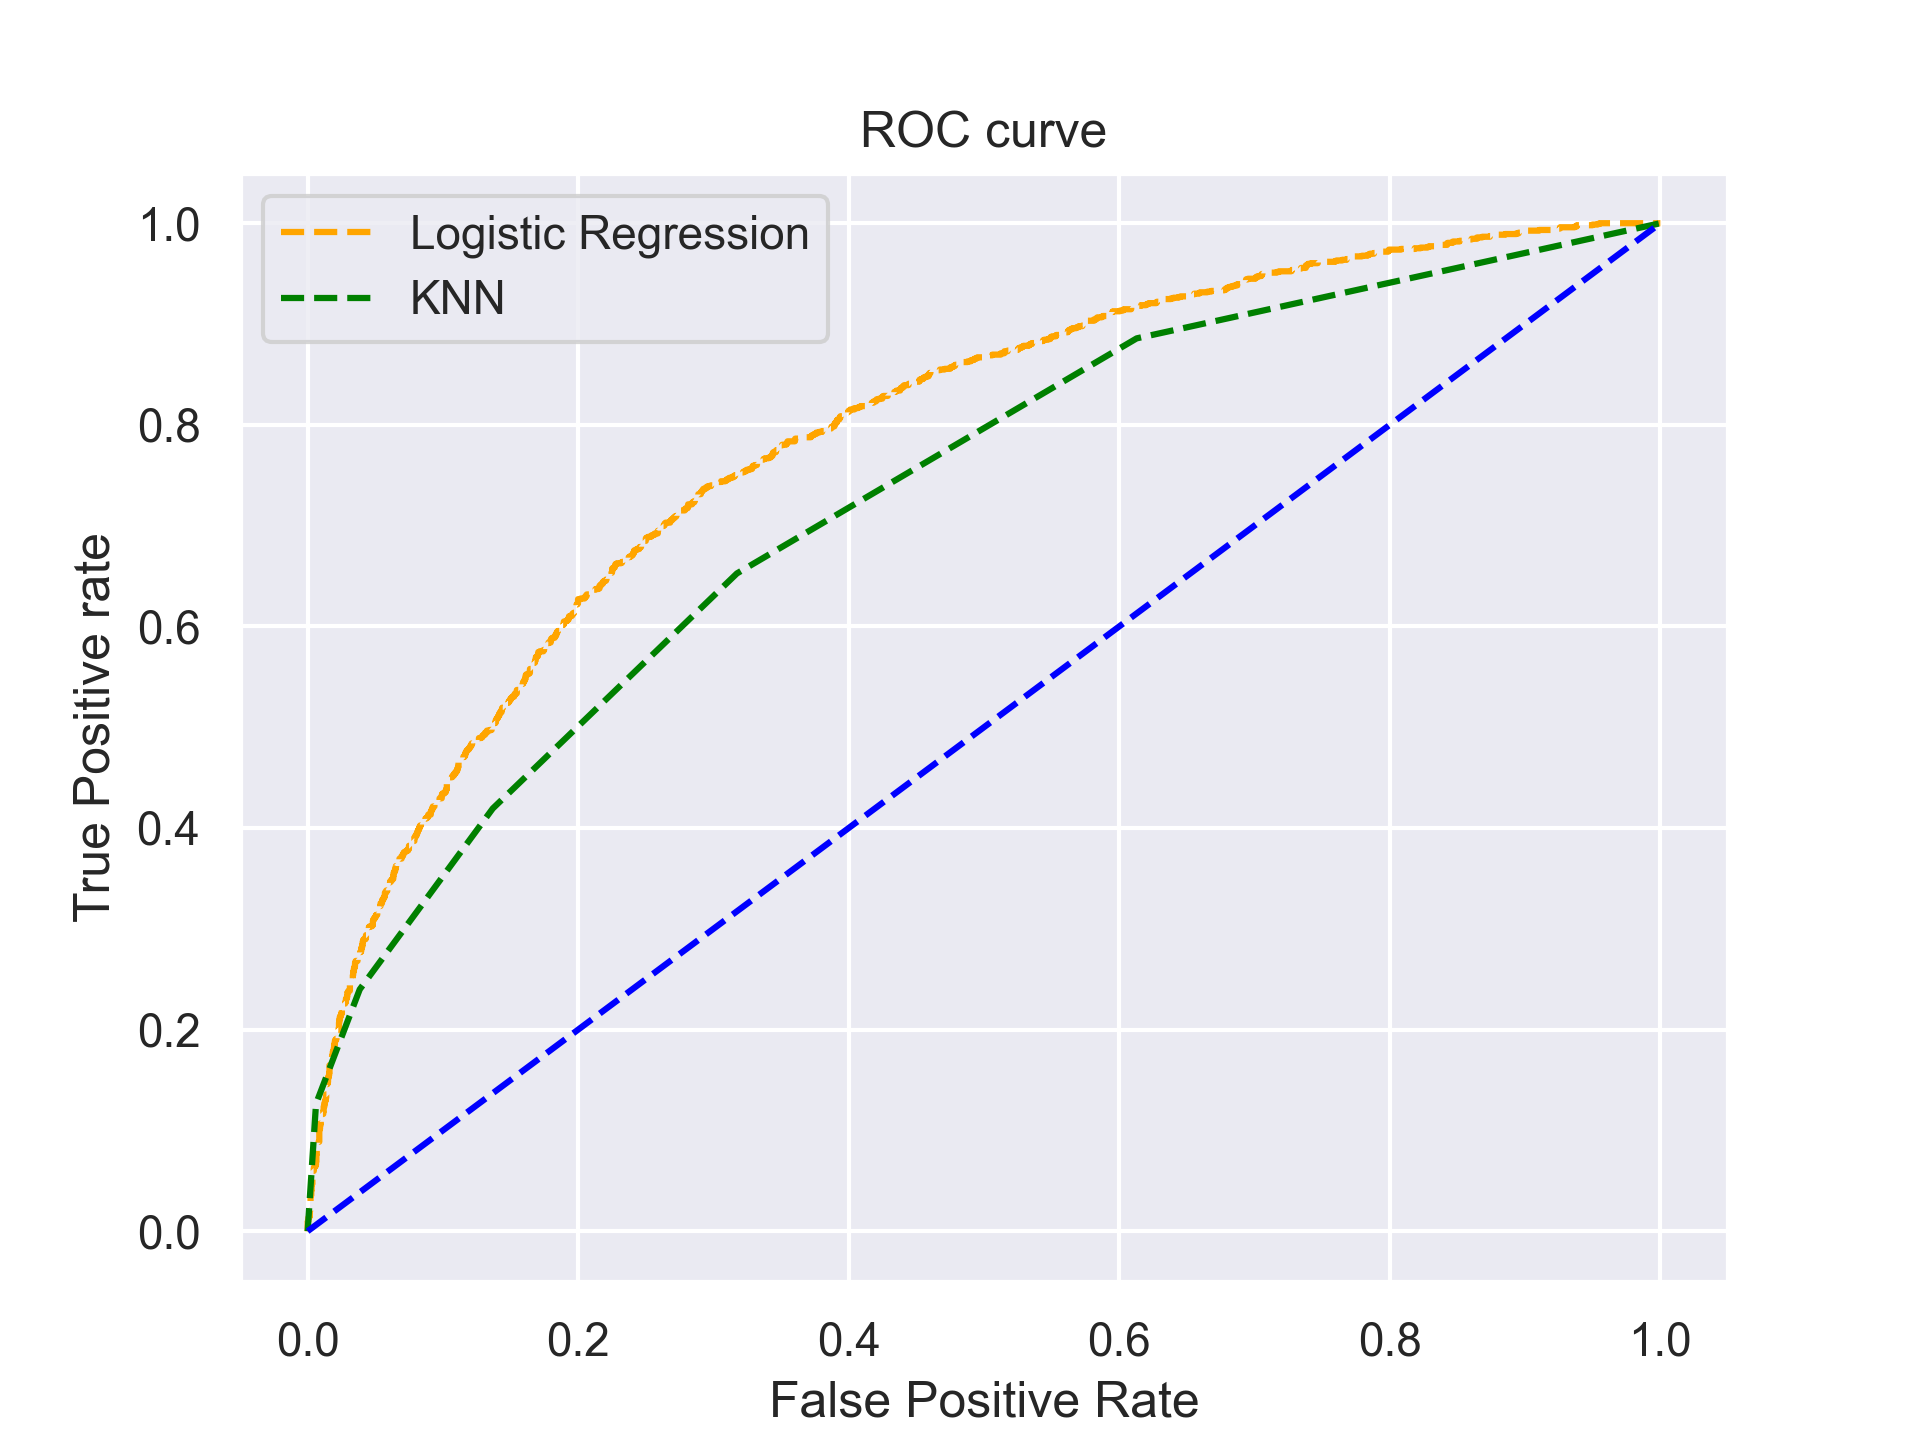 ROC curve
Logistic Regression
KNN
1.0
0.8
0.6
0.4
0.2
0.0
True Positive rate
0.0 0.2 0.4 0.6 0.8 1.0
False Positive Rate